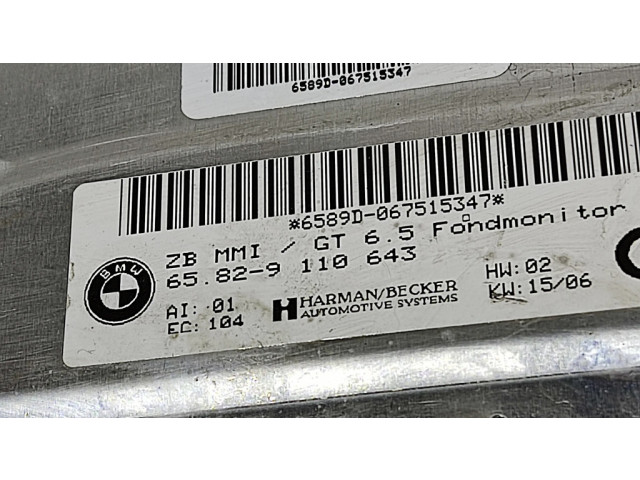 6589D-067515347
*6589D-067515347*
ZB MMI / GT 6.5 Fondmonitor
65.82-9 110 643
BMW
AI: 01
EC: 104
HARMAN/BECKER
AUTOMOTIVE SYSTEMS
HW: 02
KW: 15/06